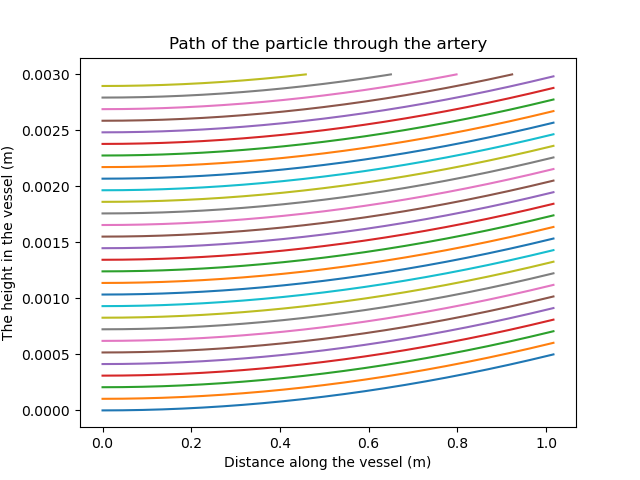 Path of the particle through the artery
0.0030
0.0025
0.0020
0.0015
0.0010
0.0005
0.0000
The height in the vessel (m)
0.0 0.2 0.4 0.6 0.8 1.0
Distance along the vessel (m)